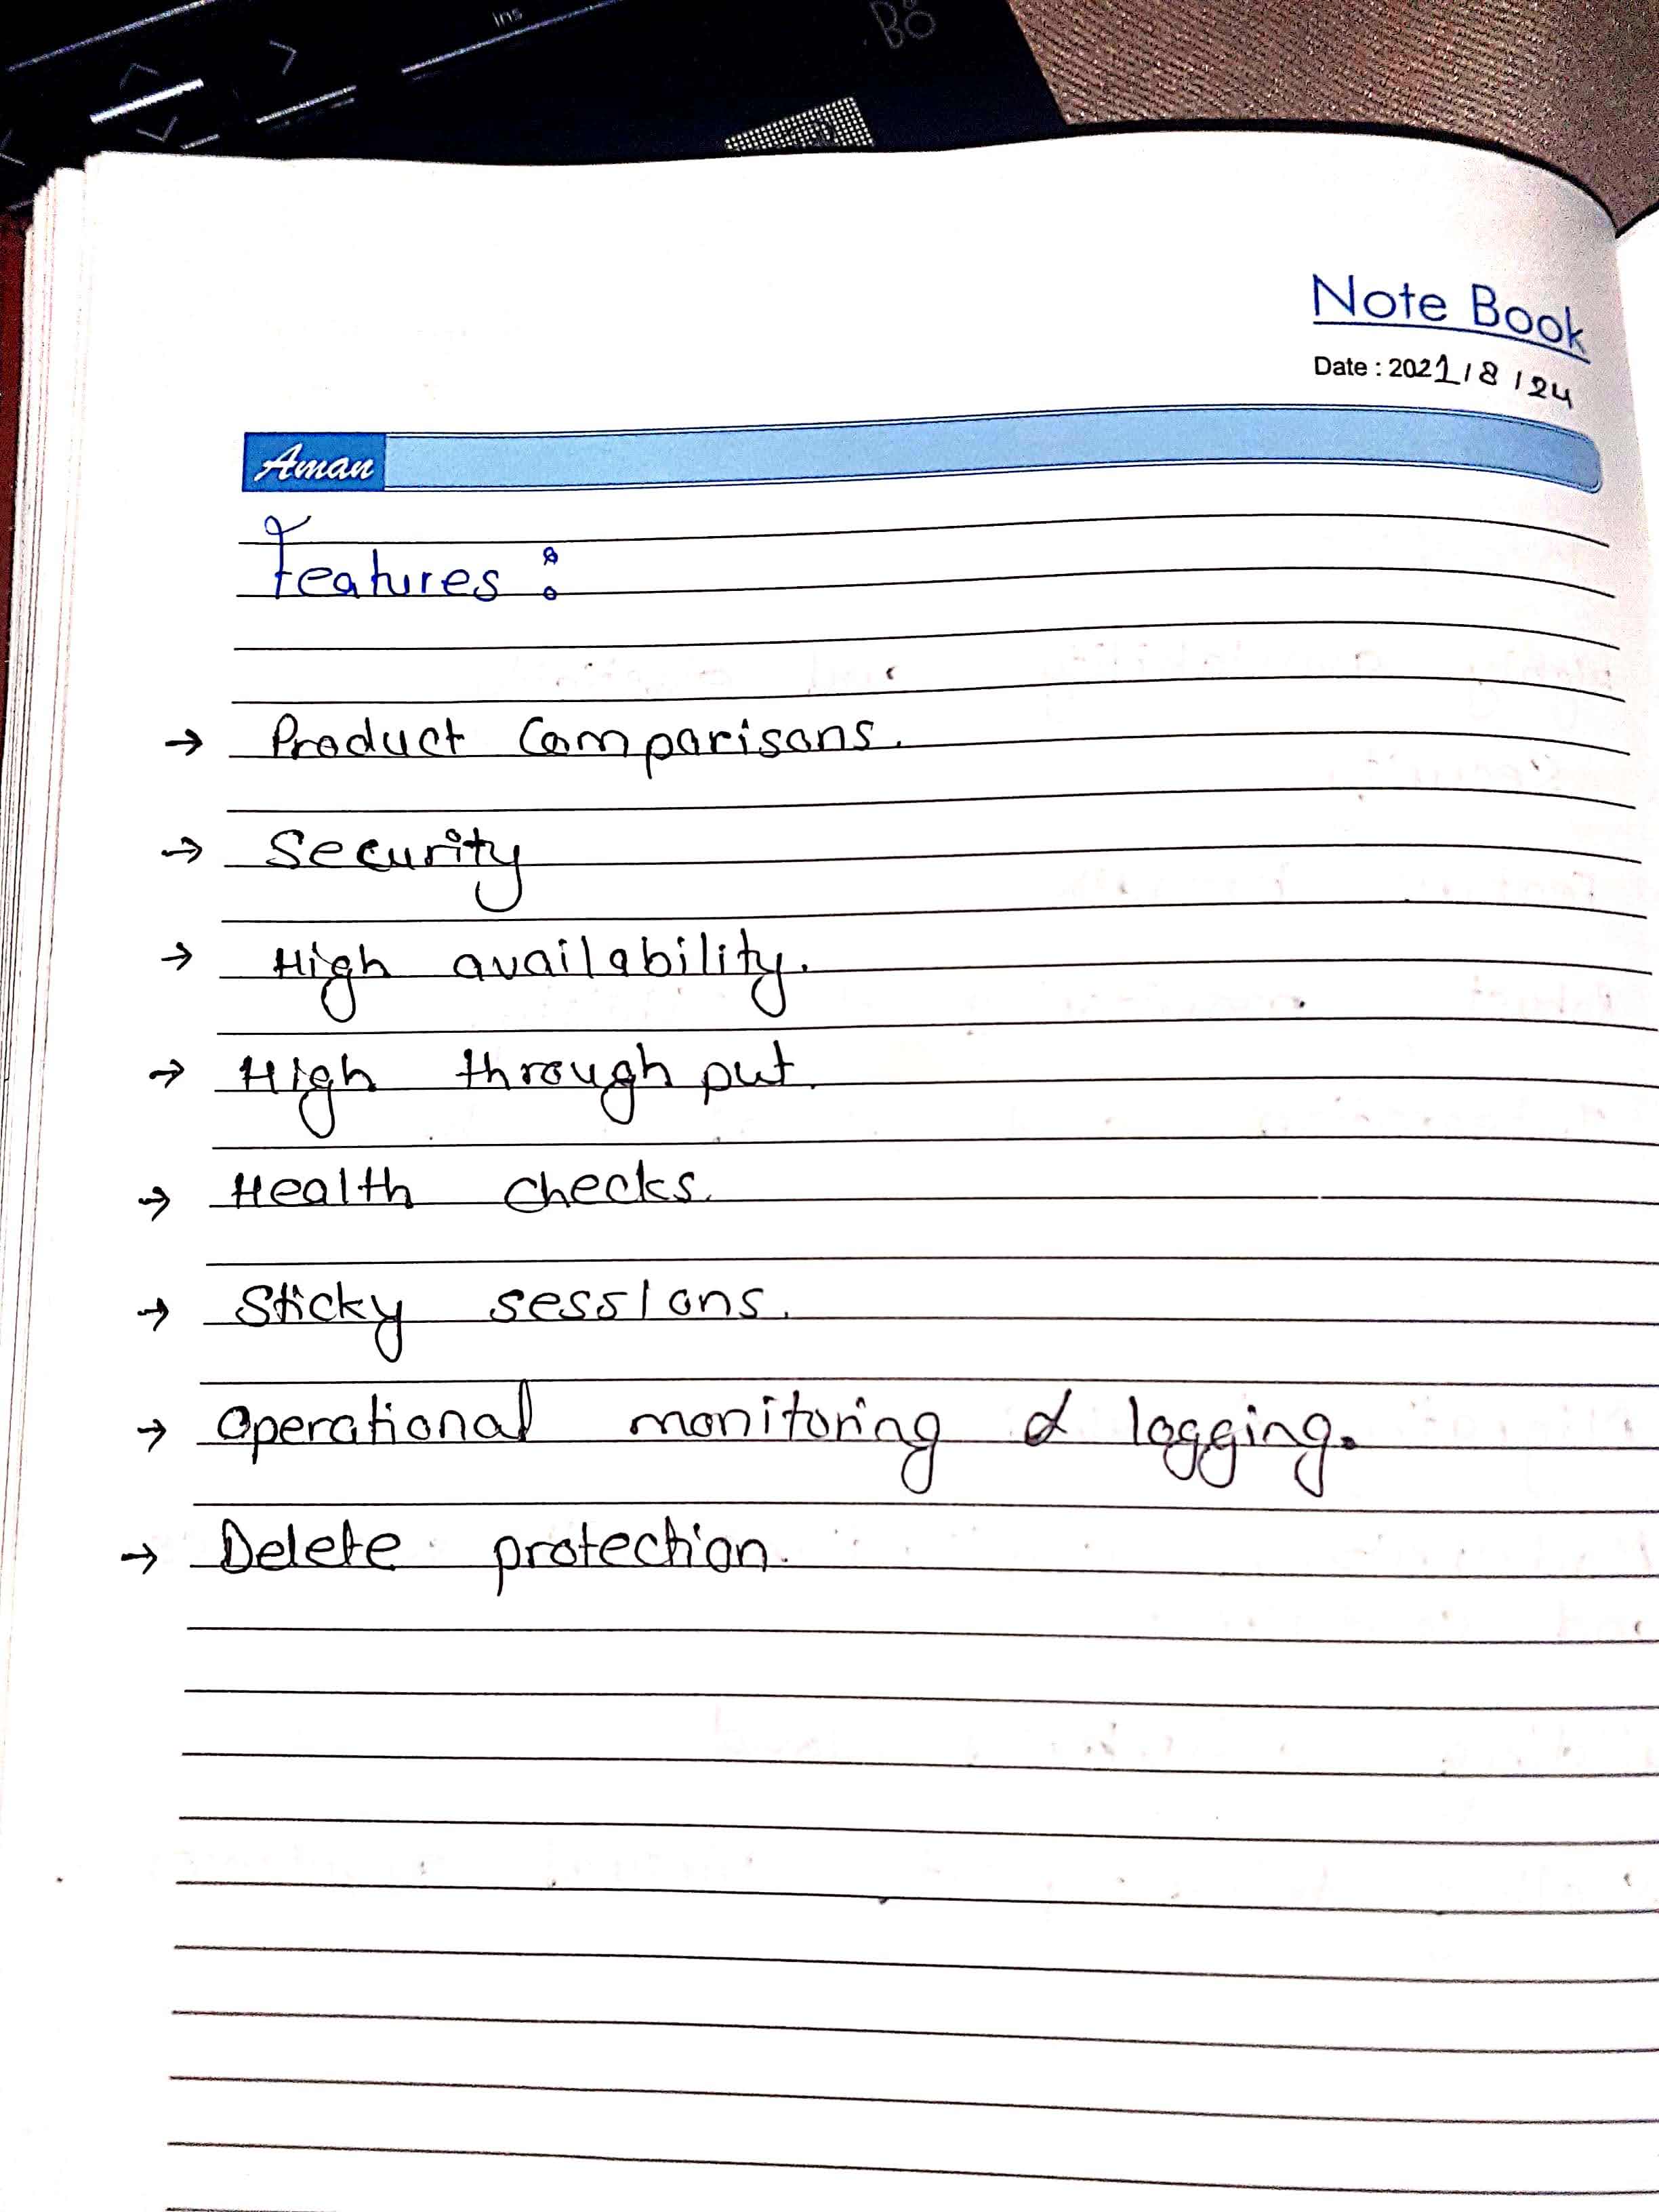 ins
Note Book
Date : 2021/8/24
Aman
Features :
→ Product Comparisons.
→ Security
→ High availability.
→ High through put.
→ Health checks.
→ Sticky sessions.
→ Operational monitoring & logging.
→ Delete protection.